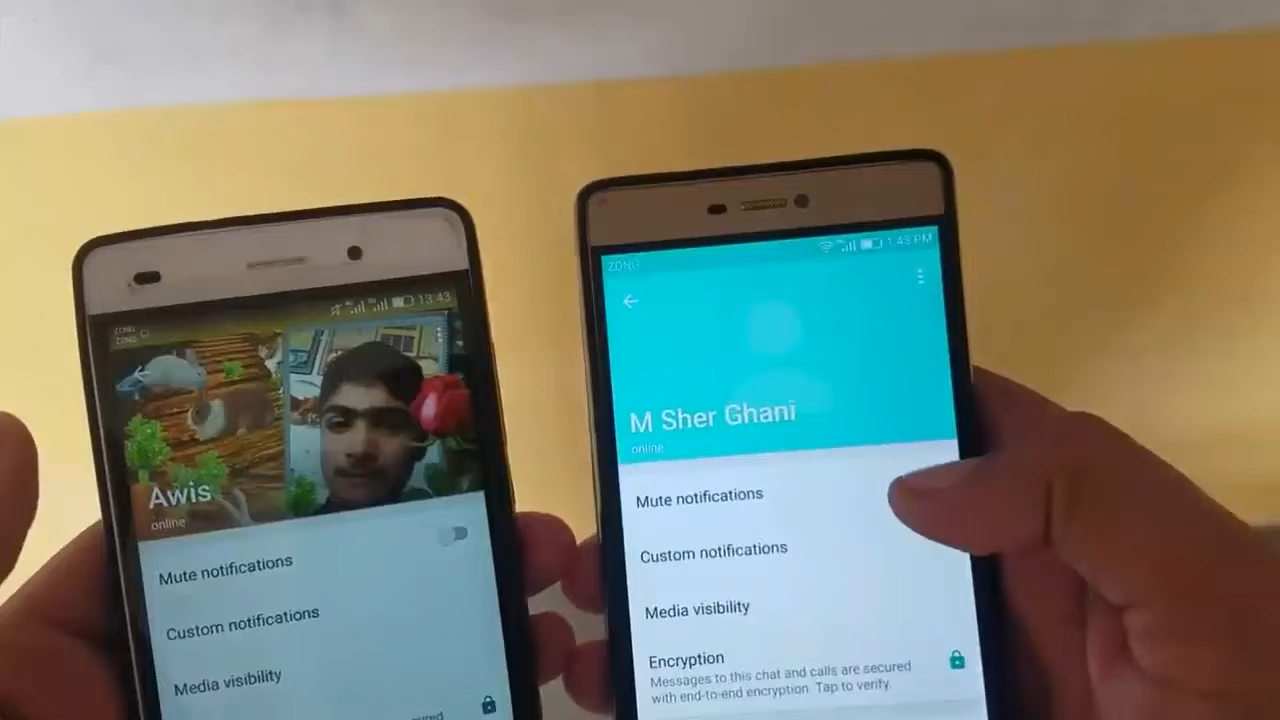 ZONG
ZONG
13:43
Awis
online
Mute notifications
Custom notifications
Media visibility
ZONG
1:43 PM
M Sher Ghani
online
Mute notifications
Custom notifications
Media visibility
Encryption
Messages to this chat and calls are secured
with end-to-end encryption. Tap to verify.